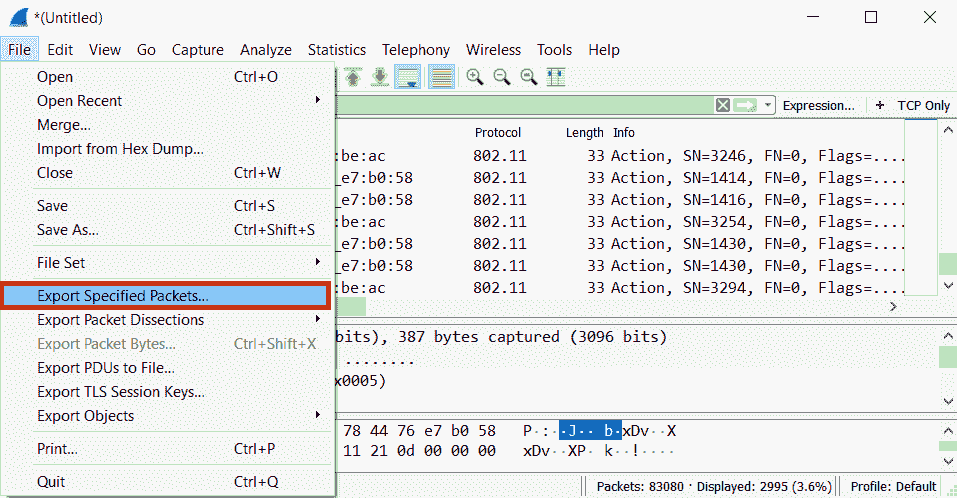 *(Untitled)
File Edit View Go Capture Analyze Statistics Telephony Wireless Tools Help
Open Ctrl+O
Open Recent
Merge...
Import from Hex Dump...
Close Ctrl+W
Save Ctrl+S
Save As... Ctrl+Shift+S
File Set
Export Specified Packets...
Export Packet Dissections
Export Packet Bytes... Ctrl+Shift+X
Export PDUs to File...
Export TLS Session Keys...
Export Objects
Print... Ctrl+P
Quit Ctrl+Q
Expression... + TCP Only
Protocol Length Info
:be:ac 802.11 33 Action, SN=3246, FN=0, Flags=....
_e7:b0:58 802.11 33 Action, SN=1414, FN=0, Flags=....
_e7:b0:58 802.11 33 Action, SN=1416, FN=0, Flags=....
:be:ac 802.11 33 Action, SN=3254, FN=0, Flags=....
_e7:b0:58 802.11 33 Action, SN=1430, FN=0, Flags=....
_e7:b0:58 802.11 33 Action, SN=1430, FN=0, Flags=....
:be:ac 802.11 33 Action, SN=3294, FN=0, Flags=....
bits), 387 bytes captured (3096 bits)
........
x0005)
78 44 76 e7 b0 58 P·:··J··b·xDv··X
11 21 0d 00 00 00 xDv··XP·k··!····
Packets: 83080 · Displayed: 2995 (3.6%) Profile: Default